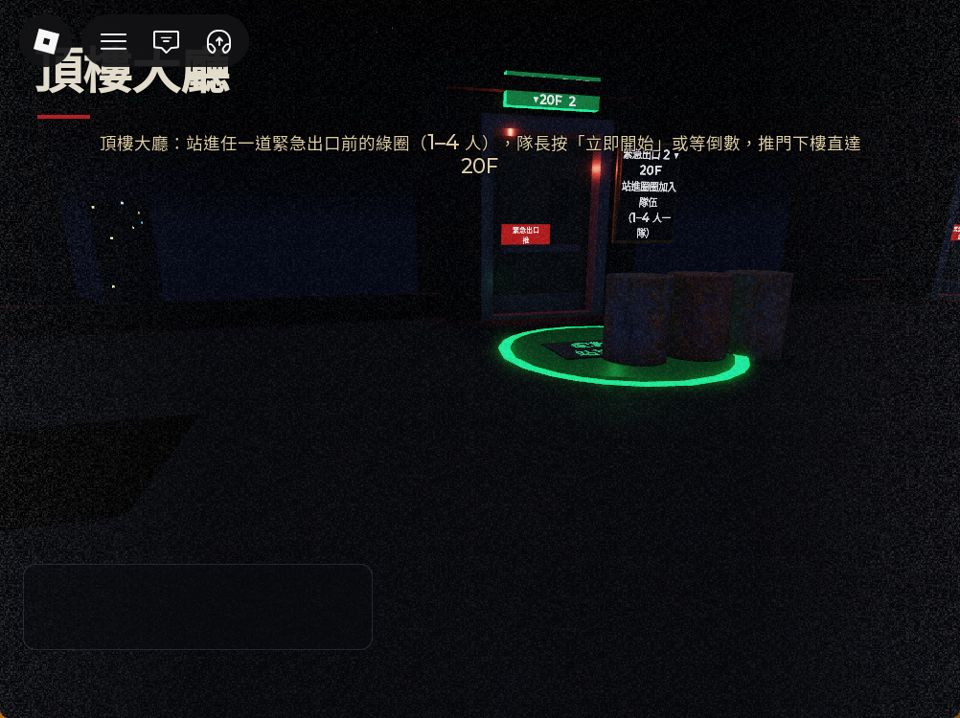 頂樓大廳
▼20F 2
頂樓大廳：站進任一道緊急出口前的綠圈（1–4 人），隊長按「立即開始」或等倒數，推門下樓直達
20F
緊急出口 2 ▼
20F
站進圈圈加入
隊伍
（1–4 人一
隊）
緊急出口
推